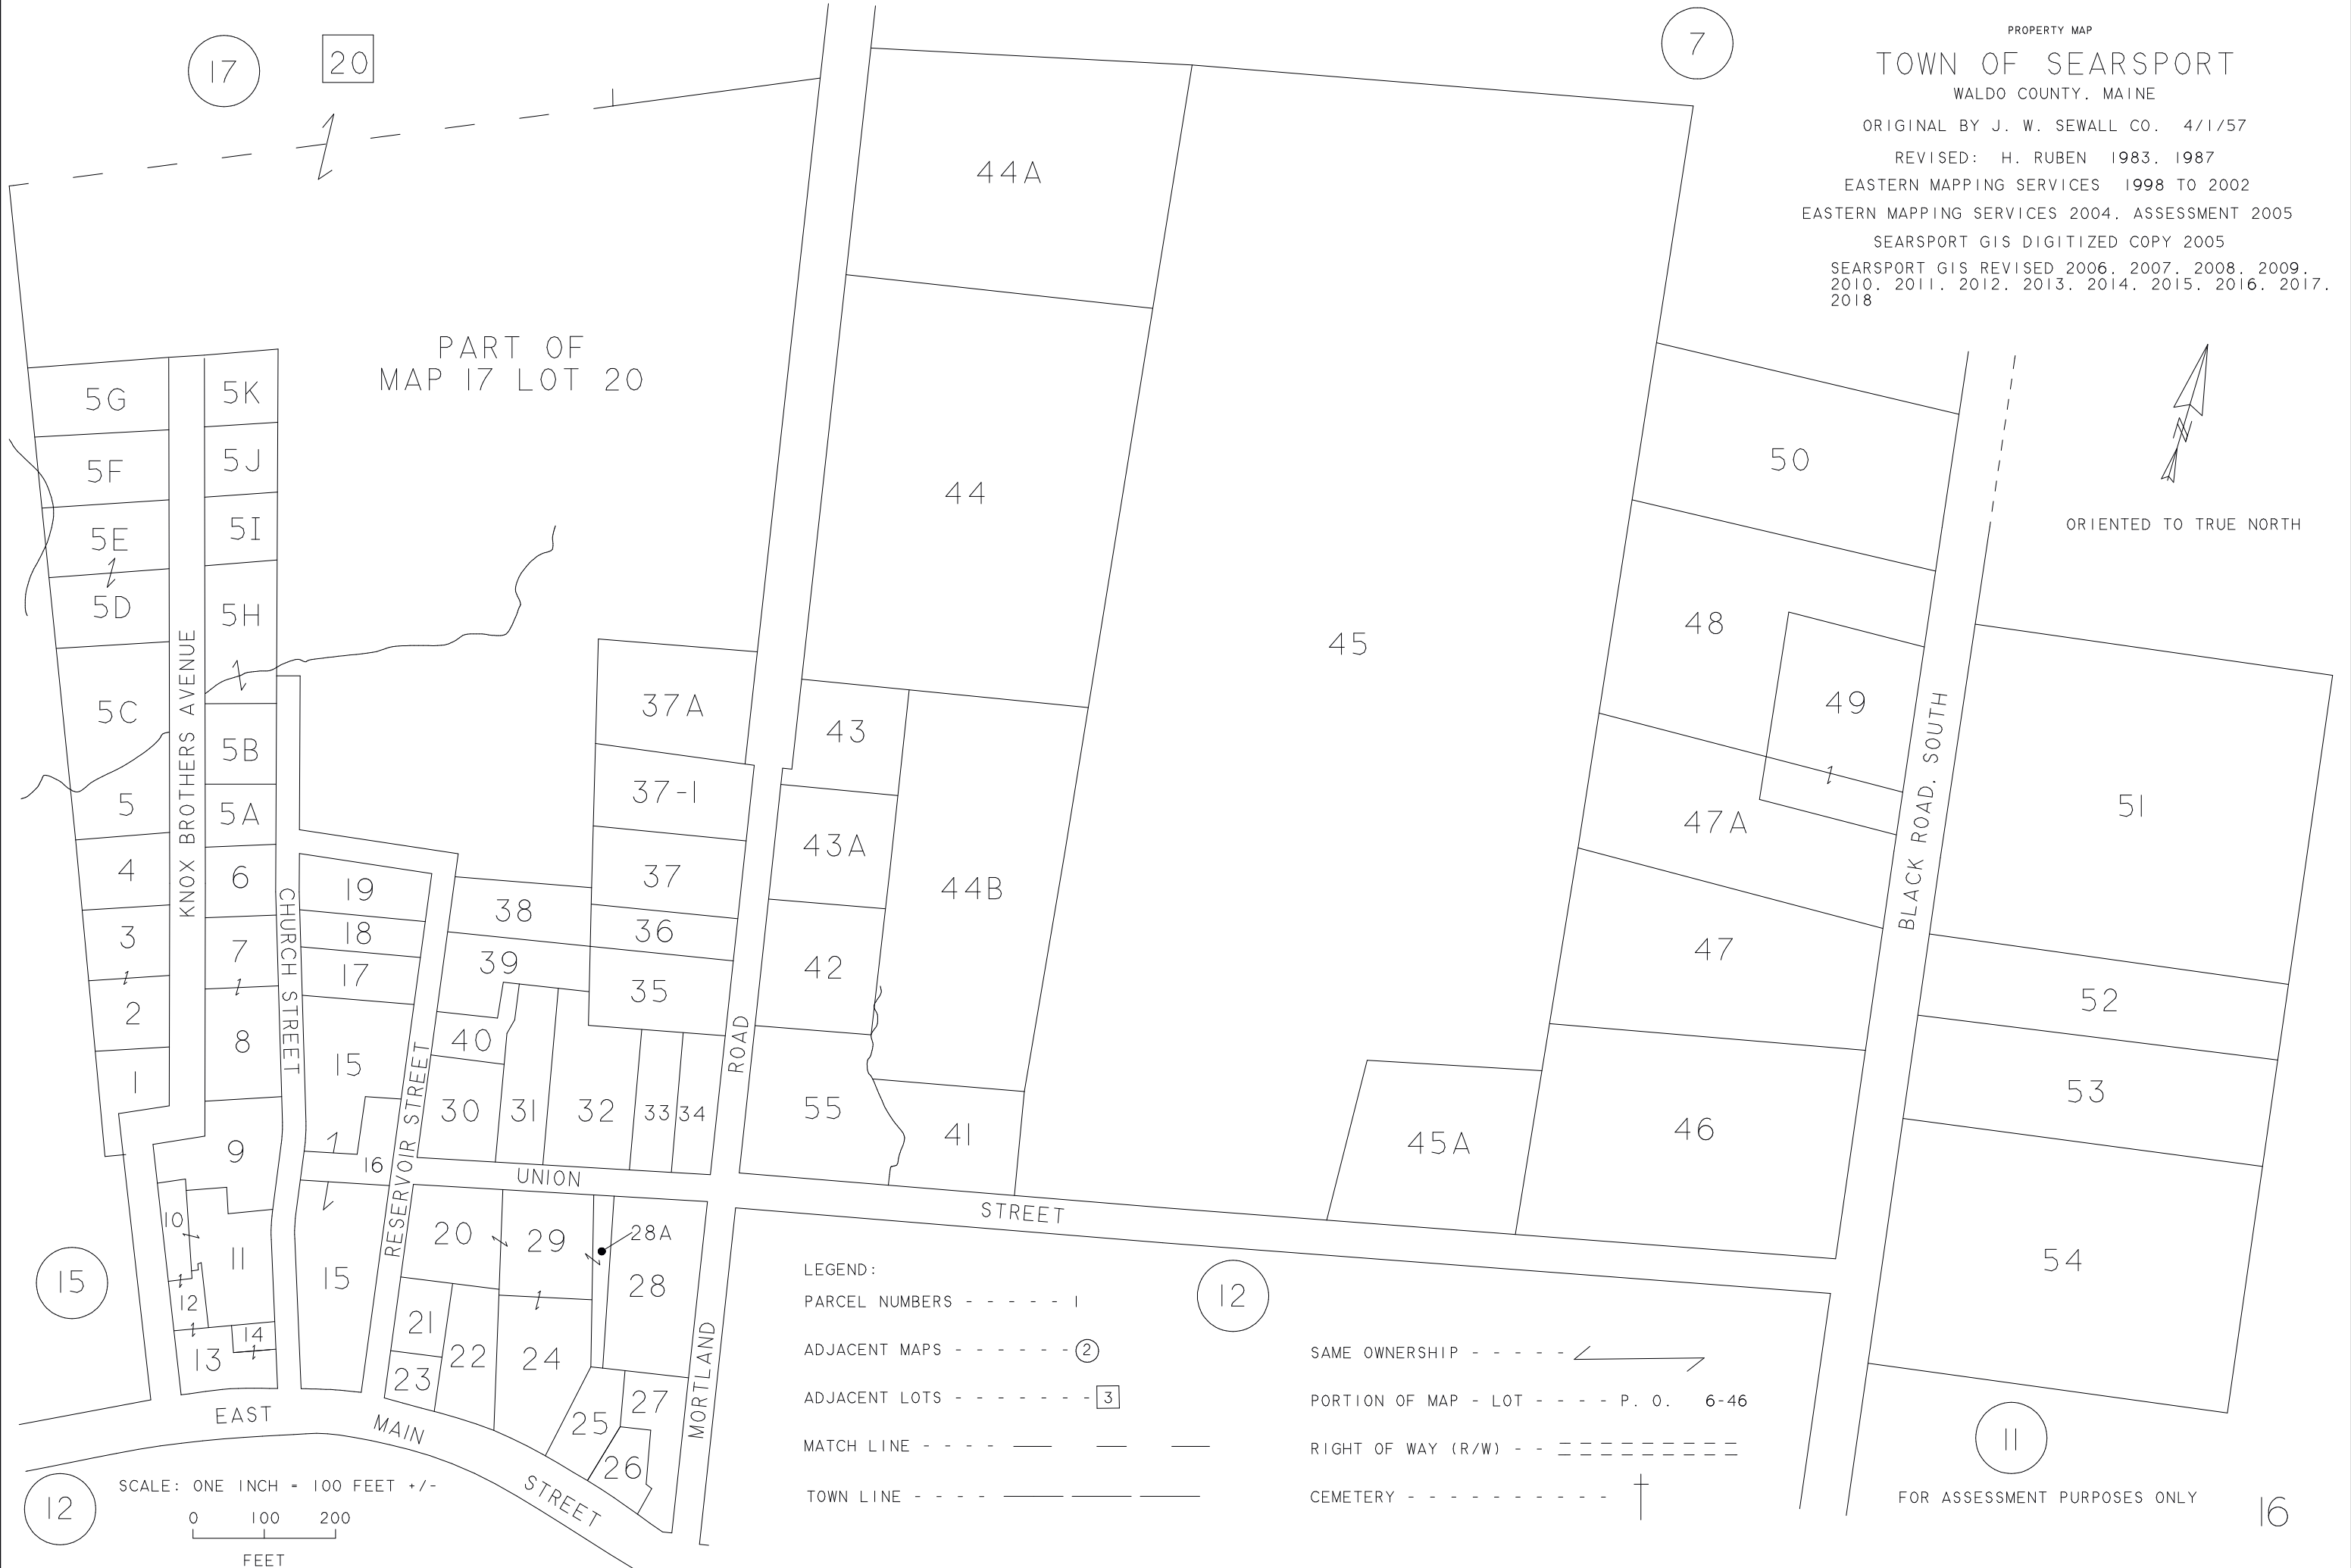 17
20
7
PROPERTY MAP
TOWN OF SEARSPORT
WALDO COUNTY, MAINE
ORIGINAL BY J. W. SEWALL CO. 4/1/57
REVISED: H. RUBEN 1983, 1987
EASTERN MAPPING SERVICES 1998 TO 2002
EASTERN MAPPING SERVICES 2004, ASSESSMENT 2005
SEARSPORT GIS DIGITIZED COPY 2005
SEARSPORT GIS REVISED 2006, 2007, 2008, 2009,
2010, 2011, 2012, 2013, 2014, 2015, 2016, 2017,
2018
N
ORIENTED TO TRUE NORTH
PART OF
MAP 17 LOT 20
5G
5F
5E
5D
5C
5
4
3
2
1
KNOX BROTHERS AVENUE
5K
5J
5I
5H
5B
5A
6
7
8
9
10
11
12
13
14
CHURCH STREET
19
18
17
15
16
15
RESERVOIR STREET
38
39
40
30
31
32
33
34
37A
37-1
37
36
35
ROAD
UNION
STREET
20
29
28A
28
21
22
23
24
25
26
27
MORTLAND
EAST
MAIN
STREET
44A
44
43
43A
42
55
44B
41
45
45A
46
47
47A
48
49
50
BLACK ROAD, SOUTH
51
52
53
54
15
12
12
11
LEGEND:
PARCEL NUMBERS - - - - - 1
ADJACENT MAPS - - - - - - 2
ADJACENT LOTS - - - - - - - 3
MATCH LINE - - - -
TOWN LINE - - - -
SAME OWNERSHIP - - - - -
PORTION OF MAP - LOT - - - - P. O. 6-46
RIGHT OF WAY (R/W) - -
CEMETERY - - - - - - - - - -
SCALE: ONE INCH = 100 FEET +/-
0 100 200
FEET
FOR ASSESSMENT PURPOSES ONLY
16